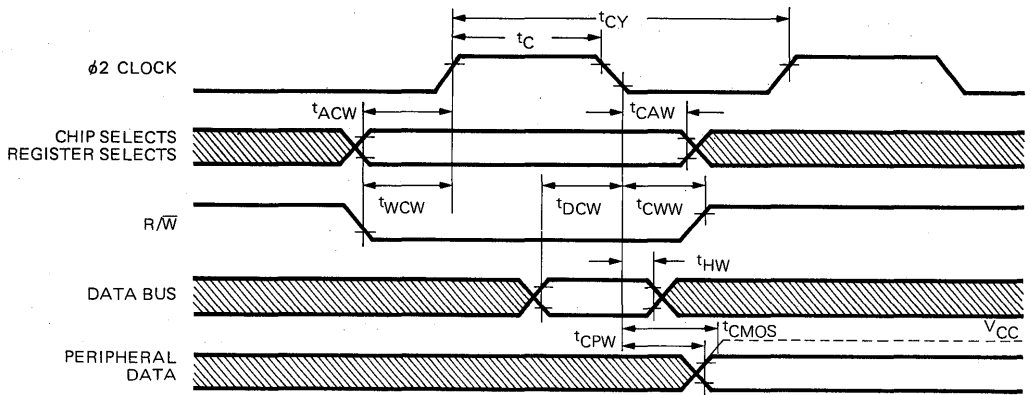 tCY
tC
ϕ2 CLOCK
tACW
tCAW
CHIP SELECTS
REGISTER SELECTS
tWCW
tDCW
tCWW
R/W̅
tHW
DATA BUS
tCMOS
VCC
tCPW
PERIPHERAL
DATA